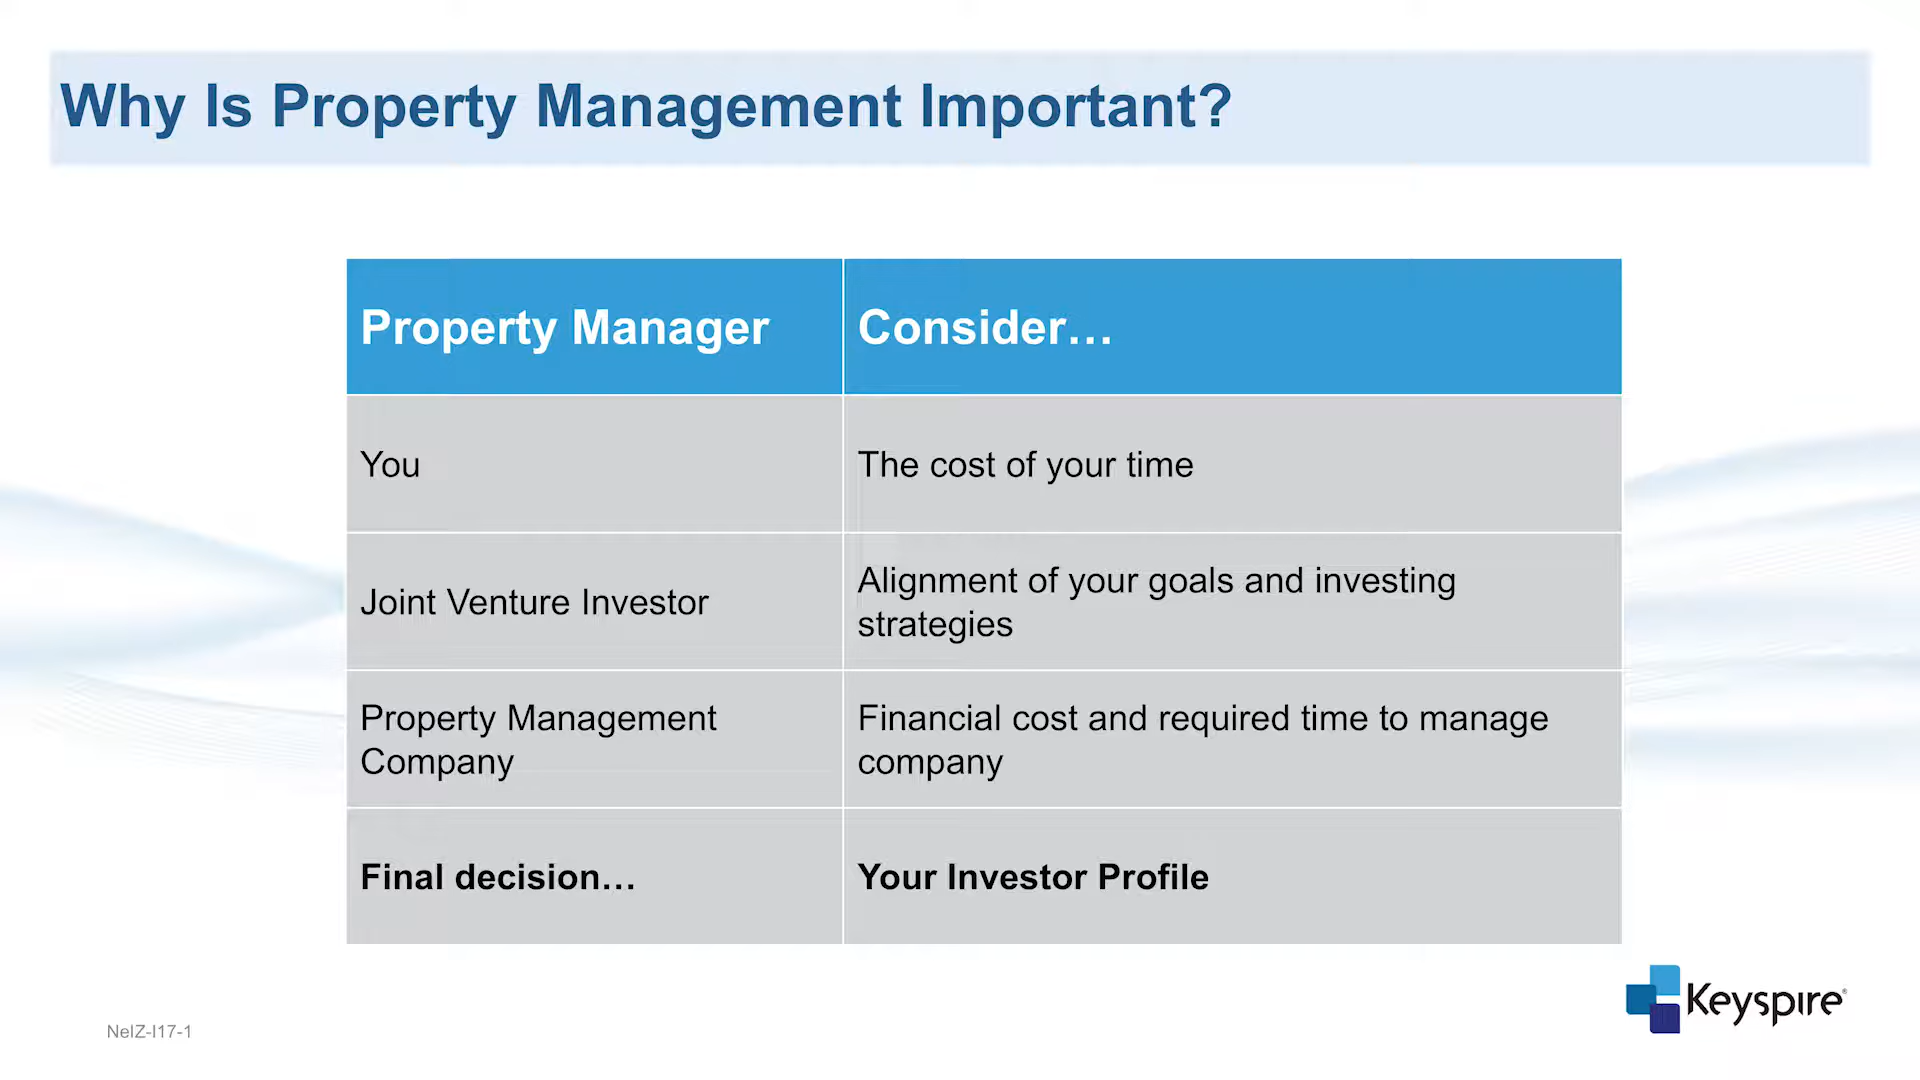 Why Is Property Management Important?
Property Manager
Consider…
You
The cost of your time
Joint Venture Investor
Alignment of your goals and investing
strategies
Property Management
Company
Financial cost and required time to manage
company
Final decision…
Your Investor Profile
NeIZ-I17-1
Keyspire®